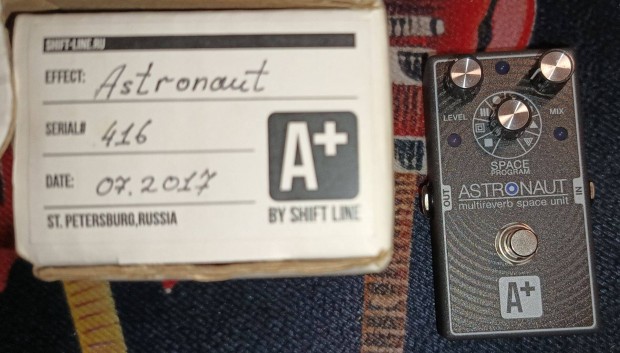 SHIFT-LINE.RU
EFFECT: Astronaut
SERIAL# 416
DATE: 07.2017
ST. PETERSBURG, RUSSIA
A+
BY SHIFT LINE
LEVEL
MIX
SPACE
PROGRAM
OUT
ASTRONAUT
IN
multireverb space unit
A+